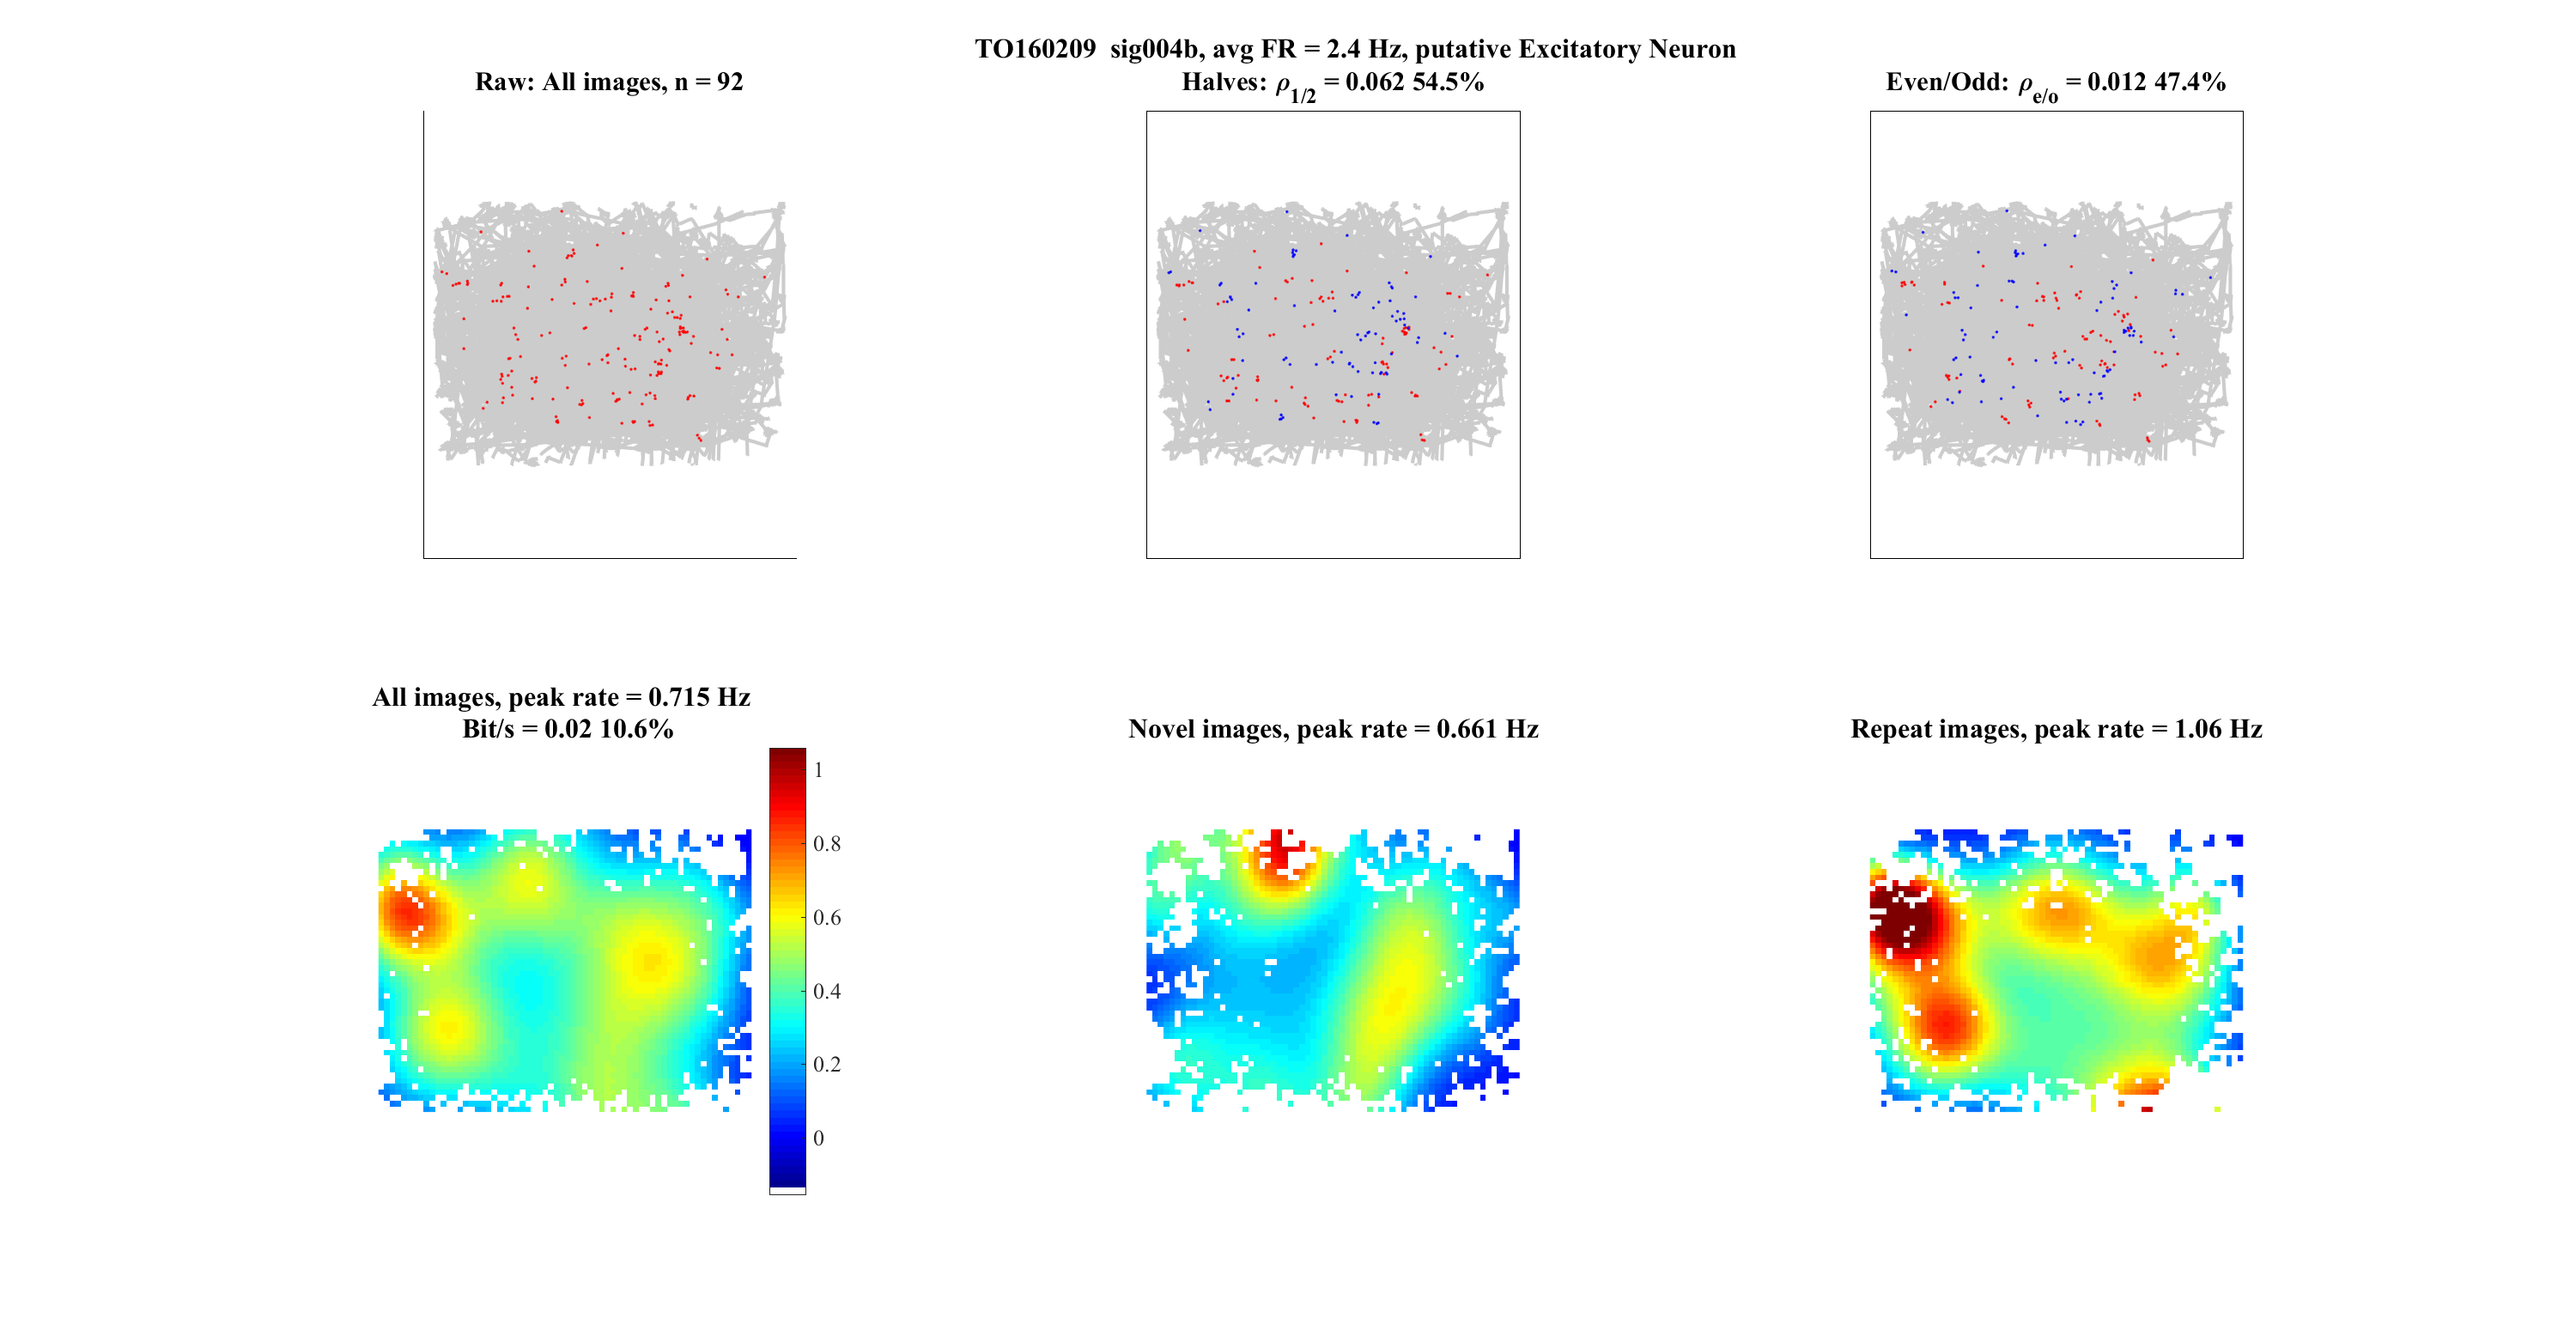 TO160209  sig004b, avg FR = 2.4 Hz, putative Excitatory Neuron
Raw: All images, n = 92
Halves: ρ1/2 = 0.062 54.5%
Even/Odd: ρe/o = 0.012 47.4%
All images, peak rate = 0.715 Hz
Bit/s = 0.02 10.6%
Novel images, peak rate = 0.661 Hz
Repeat images, peak rate = 1.06 Hz
1
0.8
0.6
0.4
0.2
0